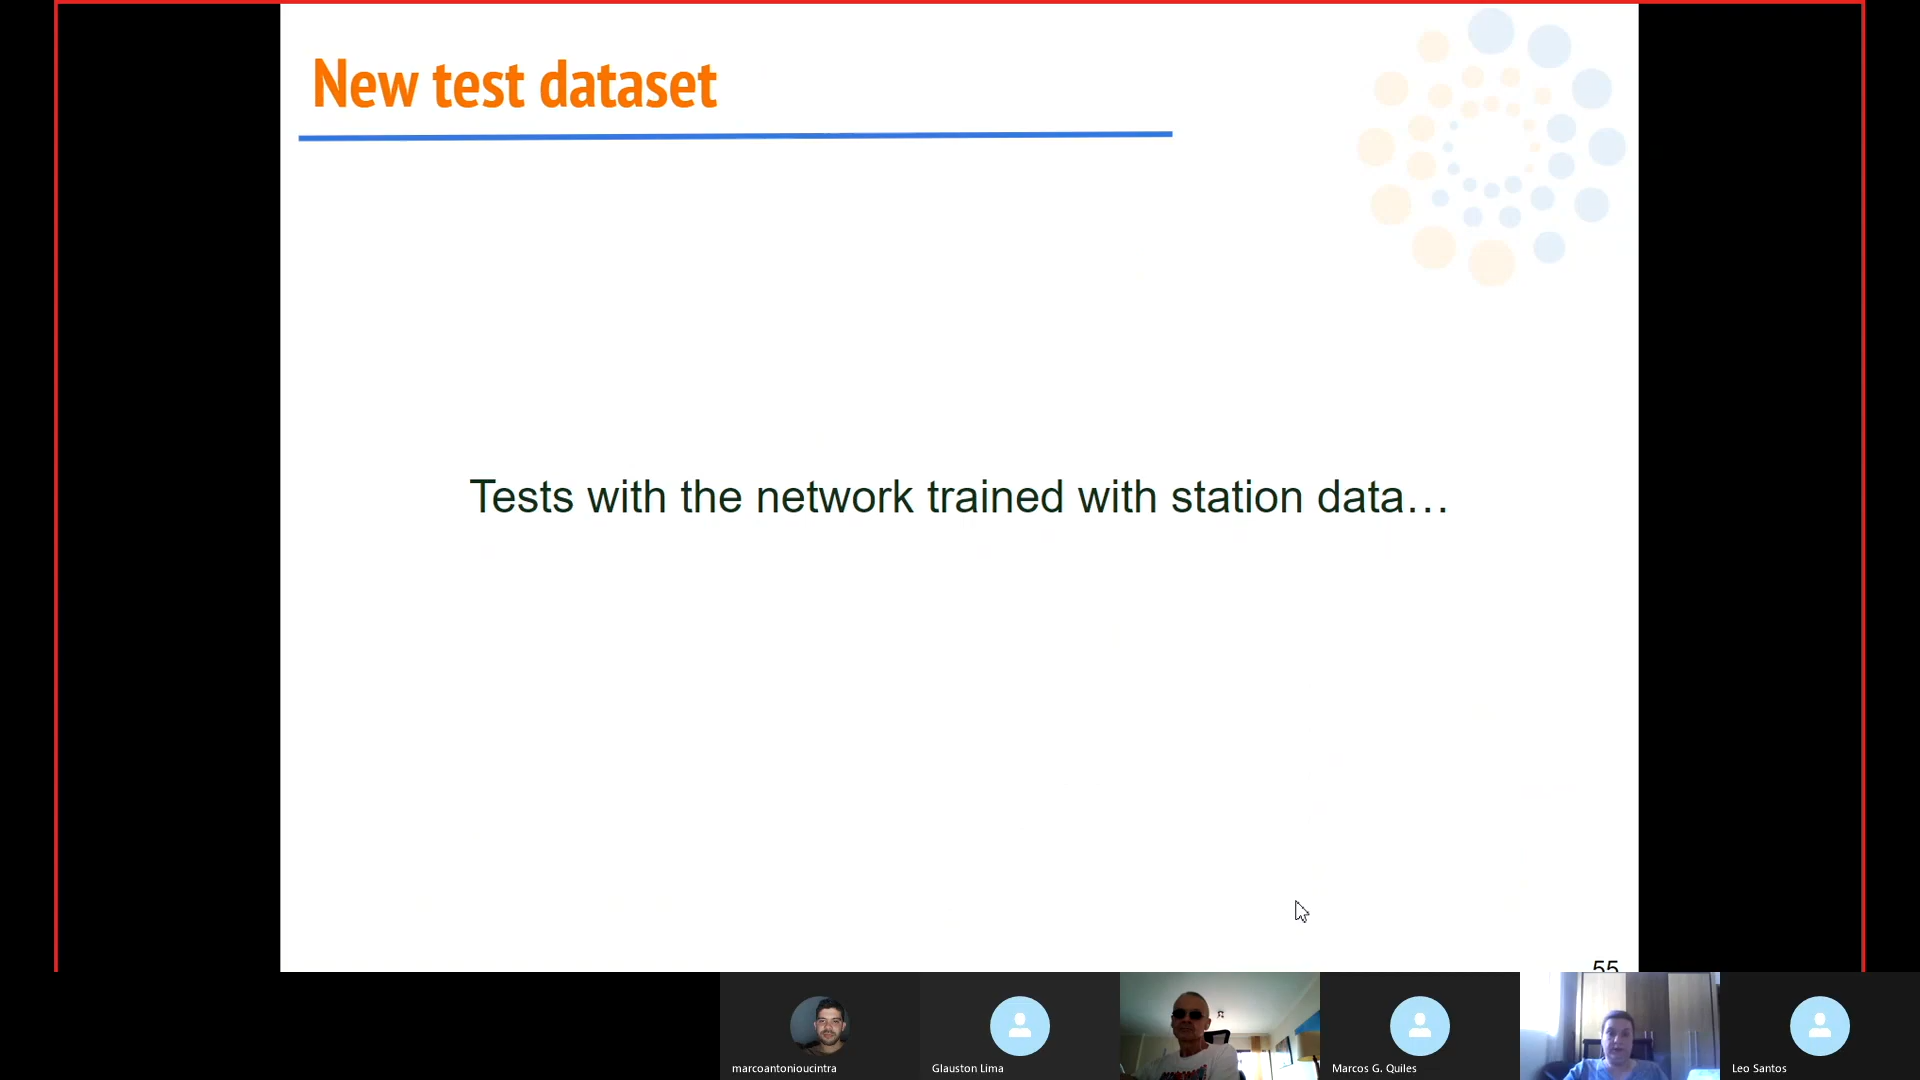 New test dataset
Tests with the network trained with station data…
55
marcoantonioucintra
Glauston Lima
Marcos G. Quiles
Leo Santos